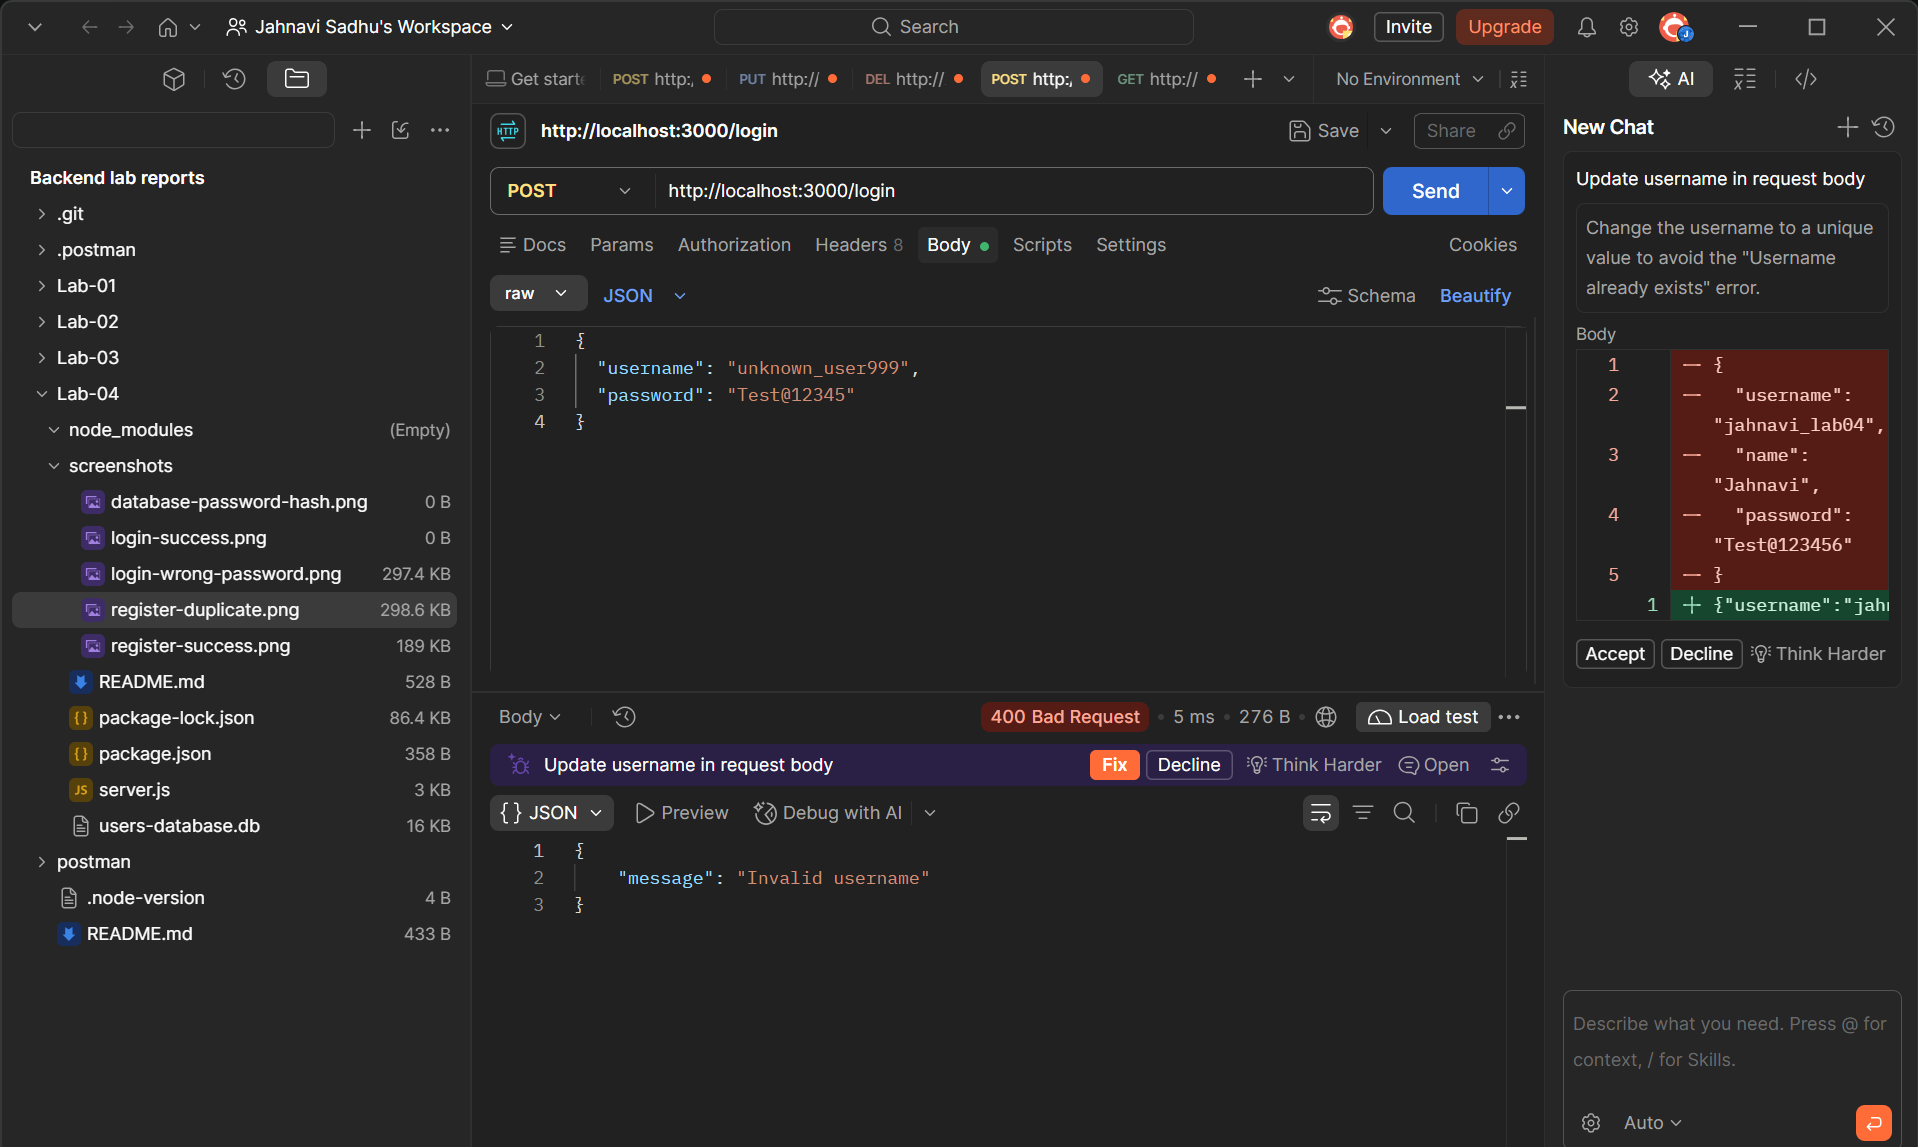 Jahnavi Sadhu's Workspace
Search
Invite
Upgrade
J
Get starte
POST http:/
PUT http://
DEL http://
POST http:/
GET http://
No Environment
AI
HTTP
http://localhost:3000/login
Save
Share
New Chat
Backend lab reports
.git
.postman
Lab-01
Lab-02
Lab-03
Lab-04
node_modules (Empty)
screenshots
database-password-hash.png 0 B
login-success.png 0 B
login-wrong-password.png 297.4 KB
register-duplicate.png 298.6 KB
register-success.png 189 KB
README.md 528 B
package-lock.json 86.4 KB
package.json 358 B
JS server.js 3 KB
users-database.db 16 KB
postman
.node-version 4 B
README.md 433 B
POST http://localhost:3000/login
Send
Docs Params Authorization Headers 8 Body Scripts Settings Cookies
raw JSON Schema Beautify
1 {
2 "username": "unknown_user999",
3 "password": "Test@12345"
4 }
Body 400 Bad Request 5 ms 276 B Load test
Update username in request body Fix Decline Think Harder Open
{} JSON Preview Debug with AI
1 {
2 "message": "Invalid username"
3 }
Update username in request body
Change the username to a unique
value to avoid the "Username
already exists" error.
Body
1 — {
2 — "username":
"jahnavi_lab04",
3 — "name":
"Jahnavi",
4 — "password":
"Test@123456"
5 — }
1 + {"username":"jahn
Accept Decline Think Harder
Describe what you need. Press @ for
context, / for Skills.
Auto